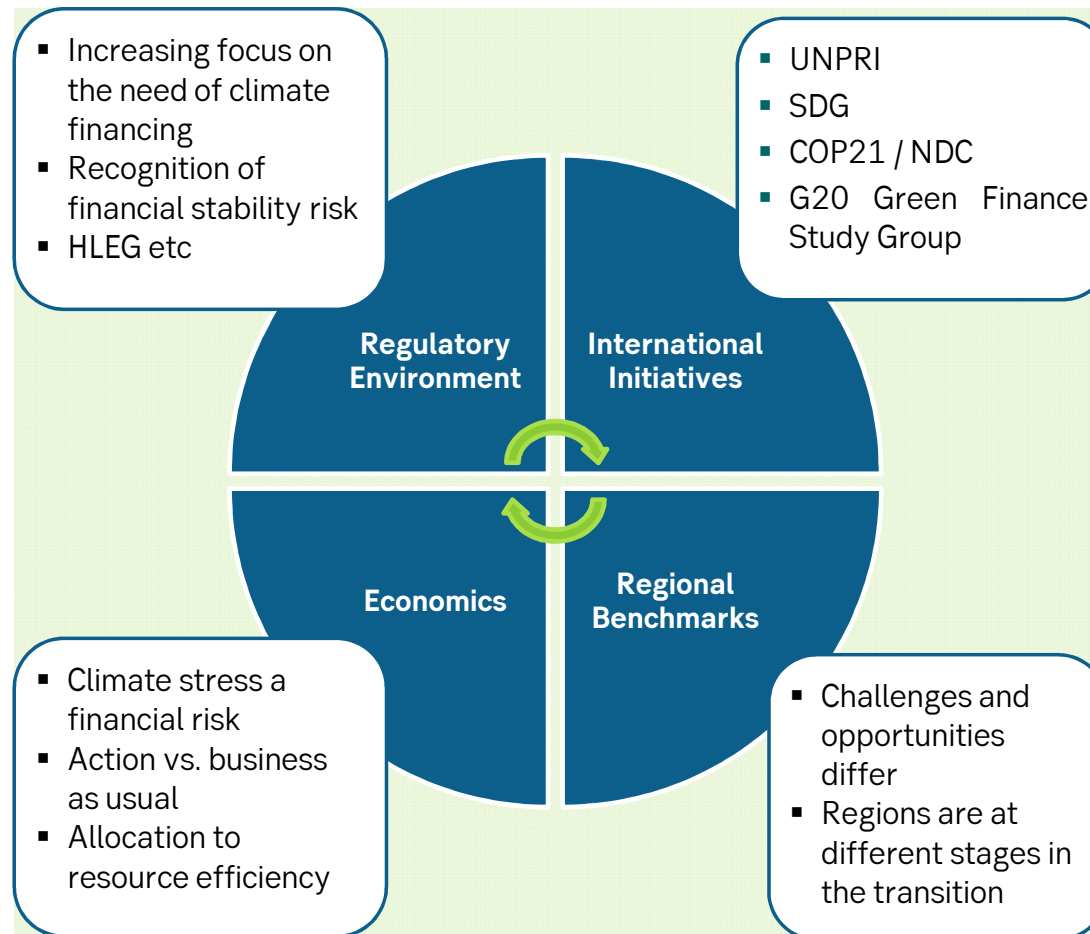 ▪ Increasing focus on
the need of climate
financing
▪ Recognition of
financial stability risk
▪ HLEG etc
▪ UNPRI
▪ SDG
▪ COP21 / NDC
▪ G20 Green Finance
Study Group
Regulatory
Environment
International
Initiatives
Economics
Regional
Benchmarks
▪ Climate stress a
financial risk
▪ Action vs. business
as usual
▪ Allocation to
resource efficiency
▪ Challenges and
opportunities
differ
▪ Regions are at
different stages in
the transition